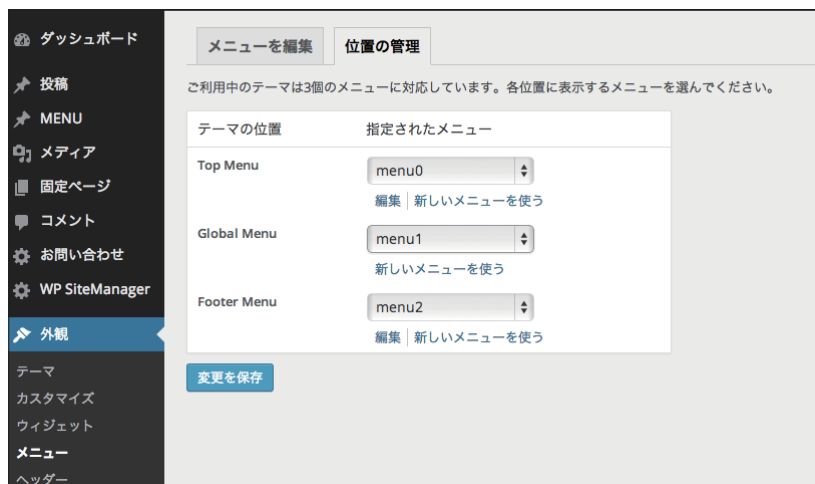 ダッシュボード
投稿
MENU
メディア
固定ページ
コメント
お問い合わせ
WP SiteManager
外観
テーマ
カスタマイズ
ウィジェット
メニュー
ヘッダー
メニューを編集 位置の管理
ご利用中のテーマは3個のメニューに対応しています。各位置に表示するメニューを選んでください。
テーマの位置 指定されたメニュー
Top Menu menu0
編集 新しいメニューを使う
Global Menu menu1
新しいメニューを使う
Footer Menu menu2
編集 新しいメニューを使う
変更を保存